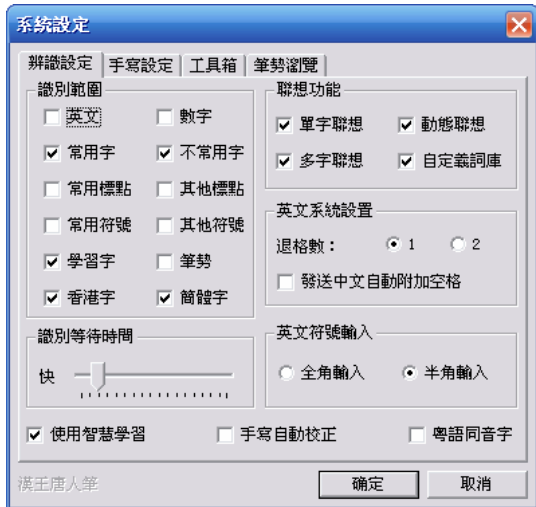 系統設定
辨識設定 手寫設定 工具箱 筆勢瀏覽
識別範圍
英文 數字
常用字 不常用字
常用標點 其他標點
常用符號 其他符號
學習字 筆勢
香港字 簡體字
聯想功能
單字聯想 動態聯想
多字聯想 自定義詞庫
英文系統設置
退格數： 1 2
發送中文自動附加空格
識別等待時間
快
英文符號輸入
全角輸入 半角輸入
使用智慧學習 手寫自動校正 粵語同音字
漢王唐人筆 确定 取消